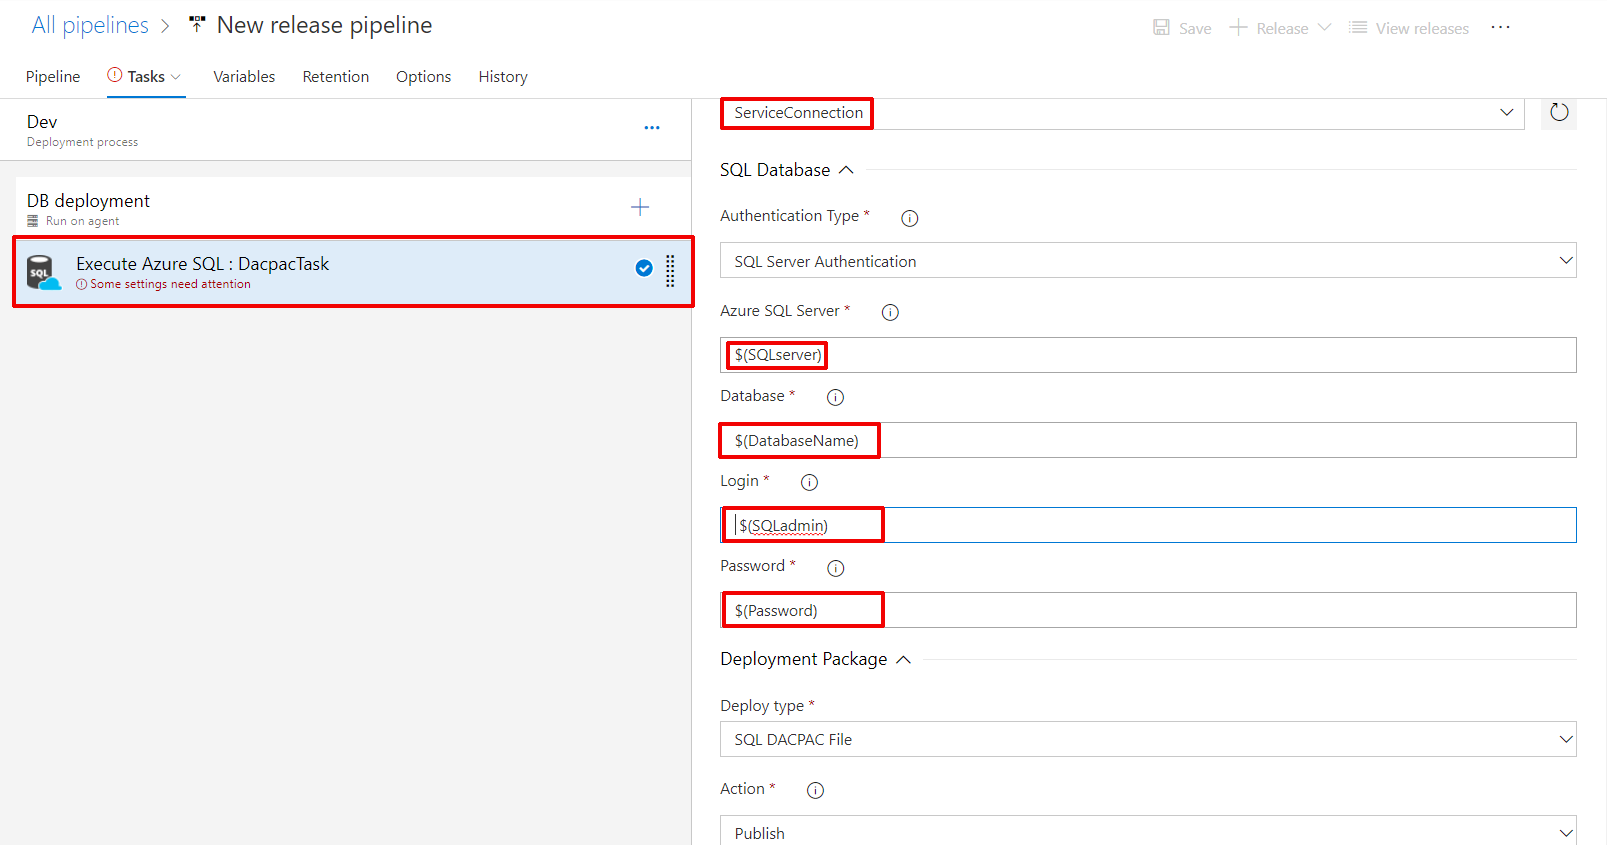 All pipelines > New release pipeline
Save Release View releases ...
Pipeline Tasks Variables Retention Options History
Dev
Deployment process
DB deployment
Run on agent
SQL
Execute Azure SQL : DacpacTask
Some settings need attention
ServiceConnection
SQL Database
Authentication Type *
SQL Server Authentication
Azure SQL Server *
$(SQLserver)
Database *
$(DatabaseName)
Login *
$(SQLadmin)
Password *
$(Password)
Deployment Package
Deploy type *
SQL DACPAC File
Action *
Publish